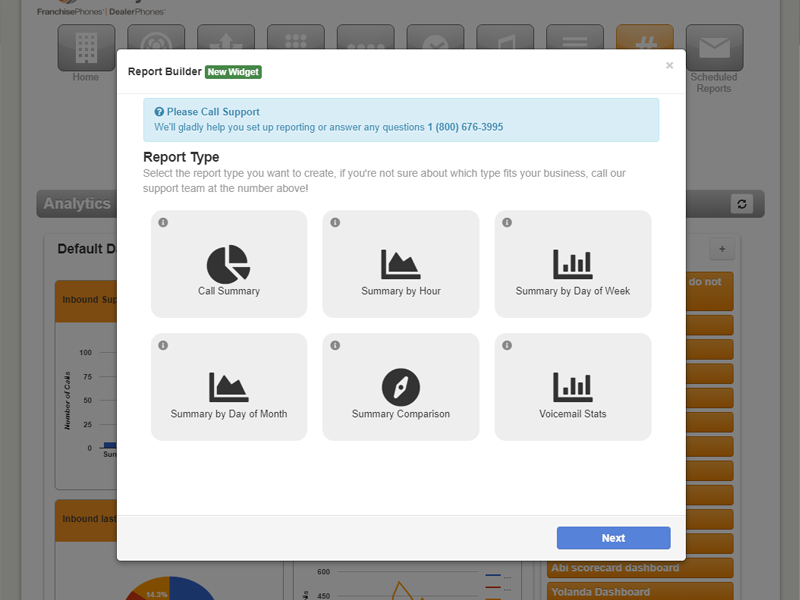 FranchisePhones | DealerPhones
Home
#
Scheduled
Reports
Report Builder New Widget
×
Please Call Support
We'll gladly help you set up reporting or answer any questions 1 (800) 676-3995
Report Type
Select the report type you want to create, if you're not sure about which type fits your business, call our
support team at the number above!
Call Summary
Summary by Hour
Summary by Day of Week
Summary by Day of Month
Summary Comparison
Voicemail Stats
Next
Analytics
Default Da
+
do not
Inbound Sup
100
75
50
25
0
Number of Calls
Sun
Inbound last
14.3%
600
450
Abi scorecard dashboard
Yolanda Dashboard